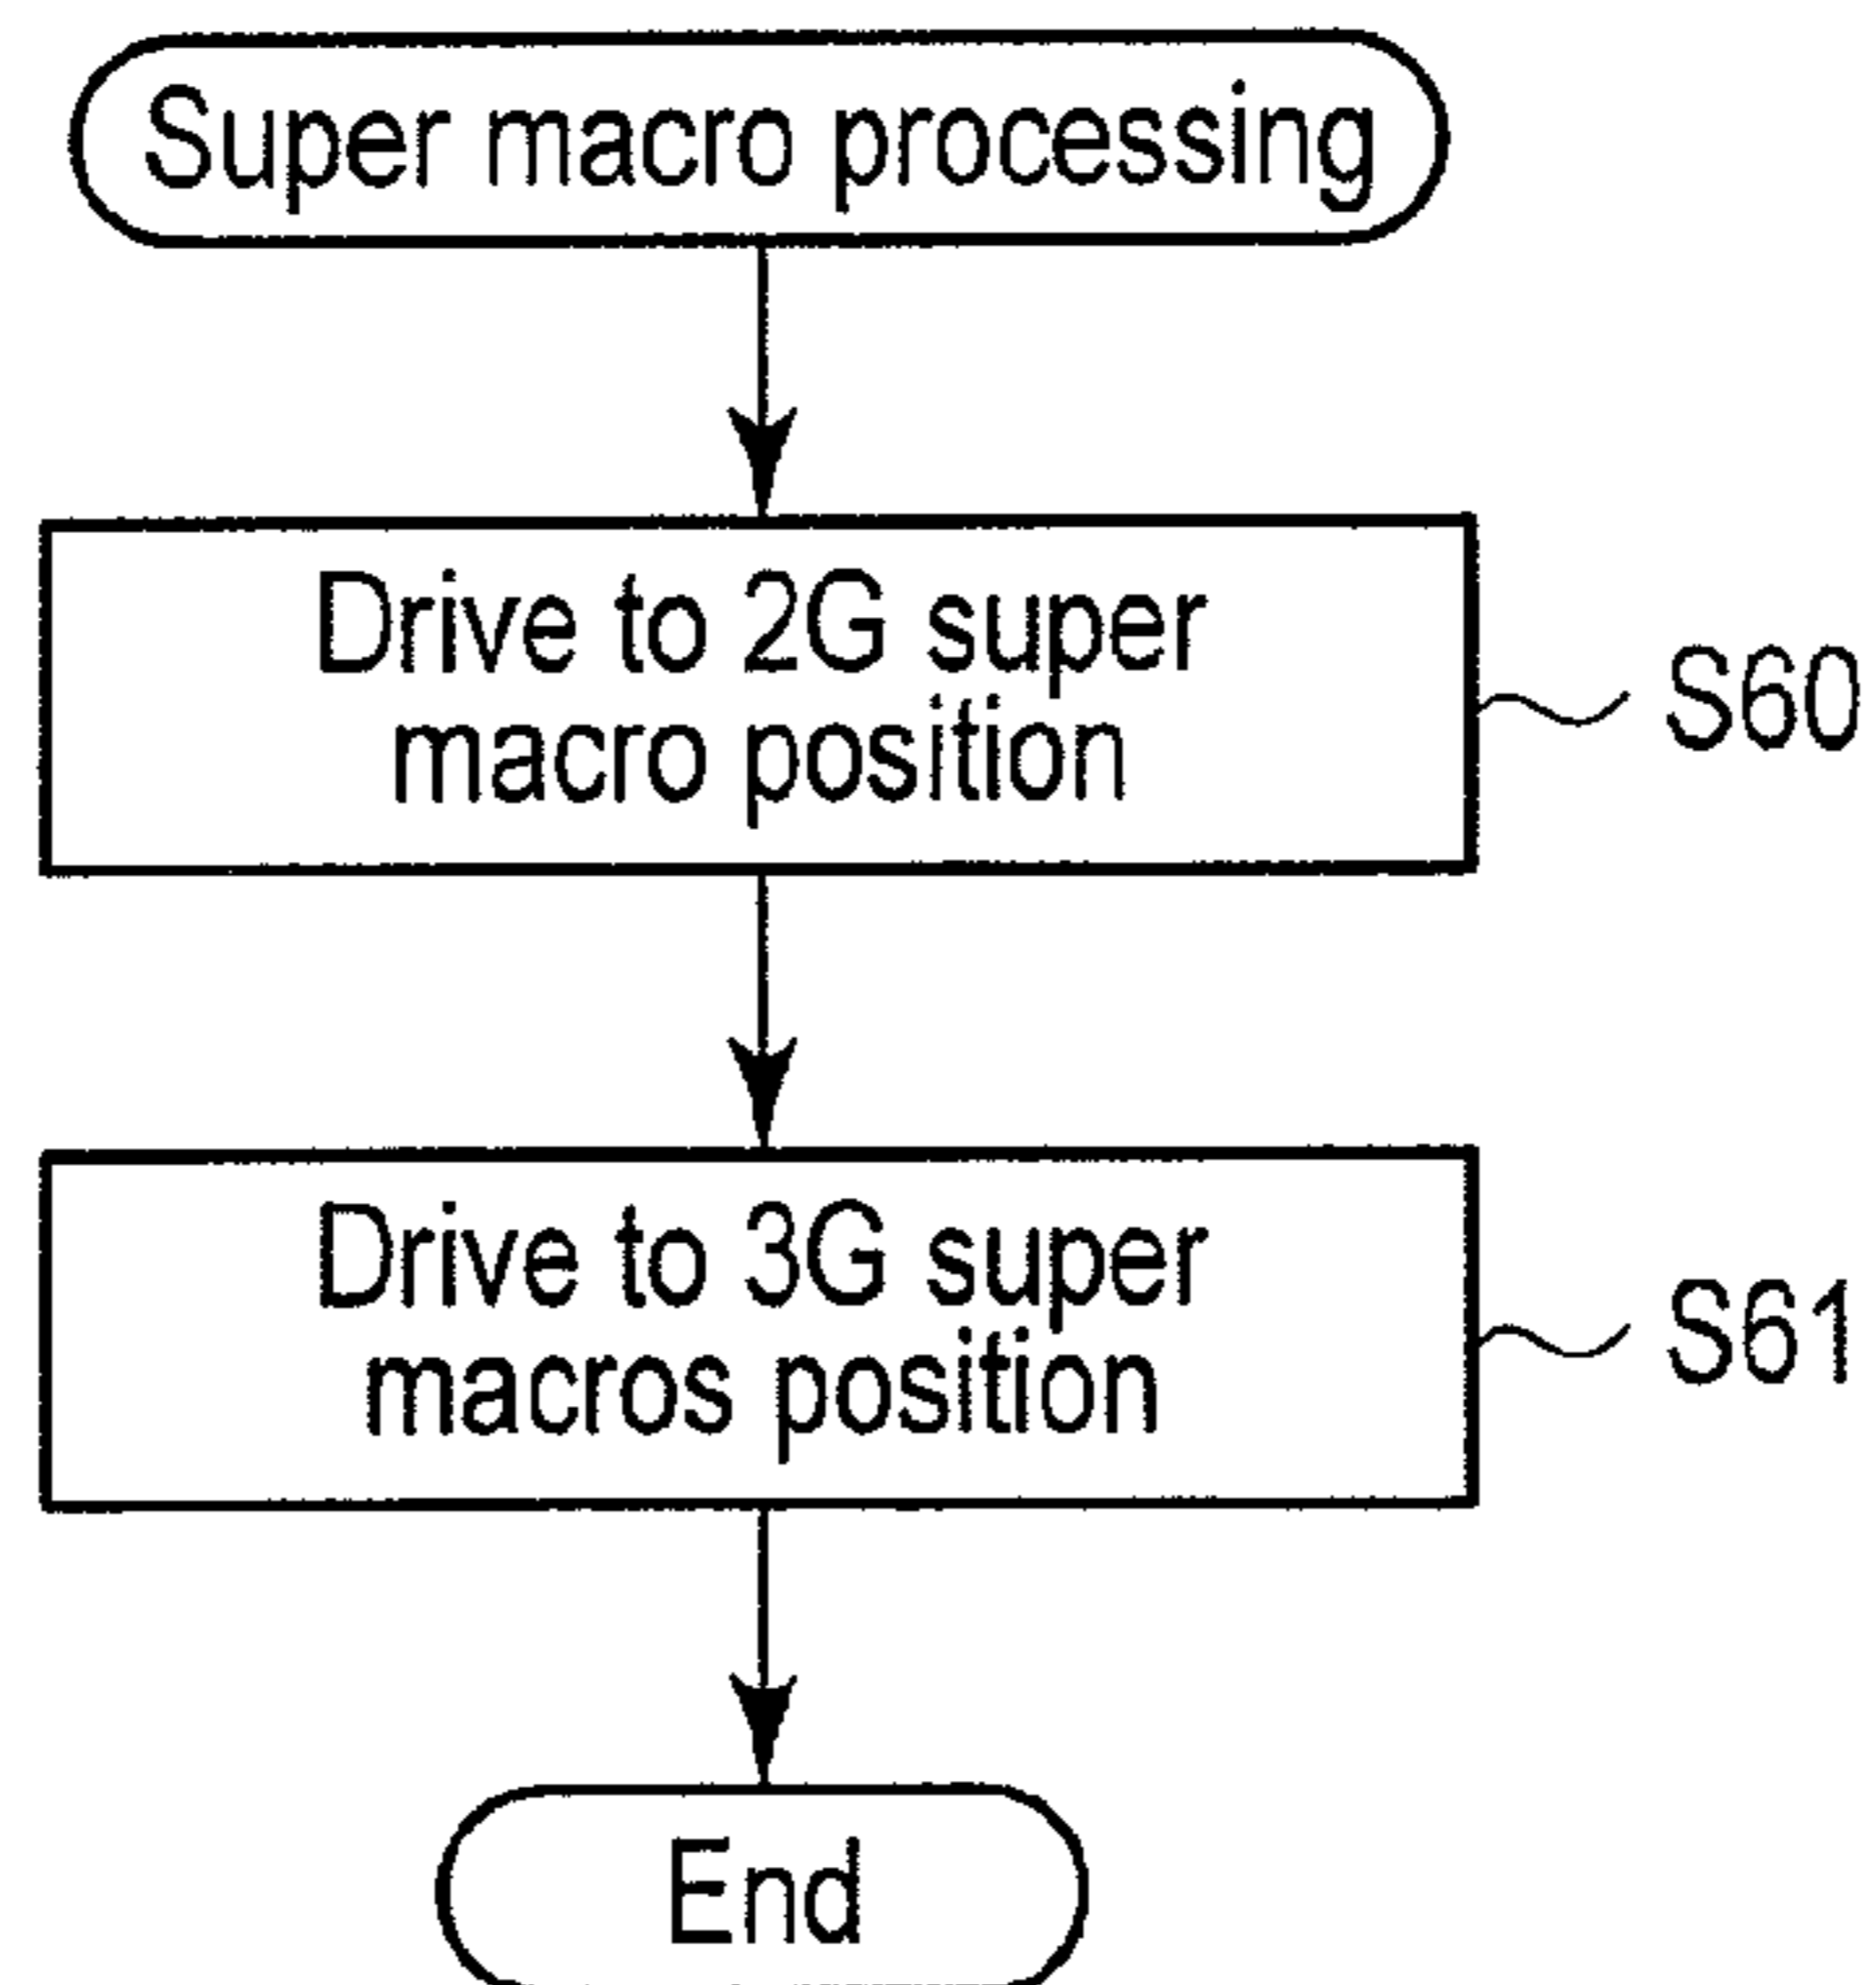 Super macro processing
Drive to 2G super
macro position
S60
Drive to 3G super
macros position
S61
End